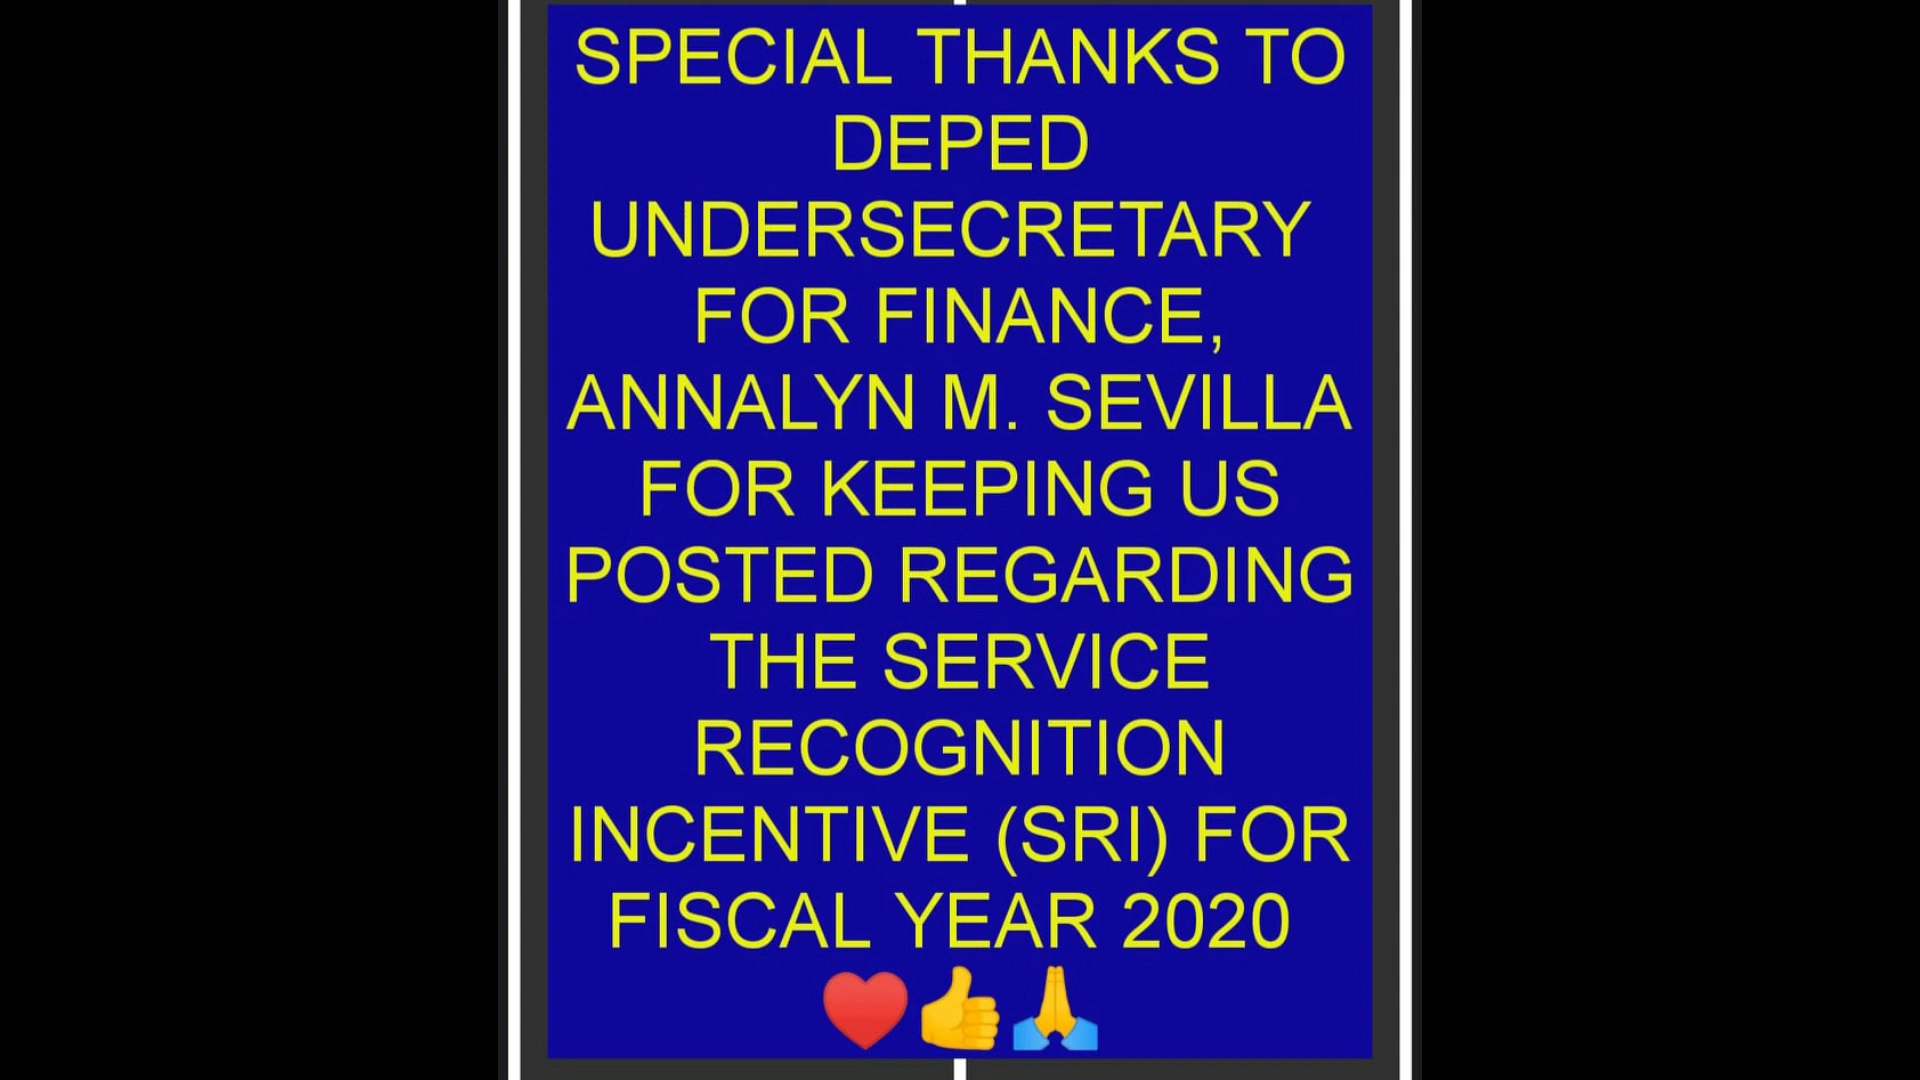 SPECIAL THANKS TO
DEPED
UNDERSECRETARY
FOR FINANCE,
ANNALYN M. SEVILLA
FOR KEEPING US
POSTED REGARDING
THE SERVICE
RECOGNITION
INCENTIVE (SRI) FOR
FISCAL YEAR 2020
❤️👍🙏